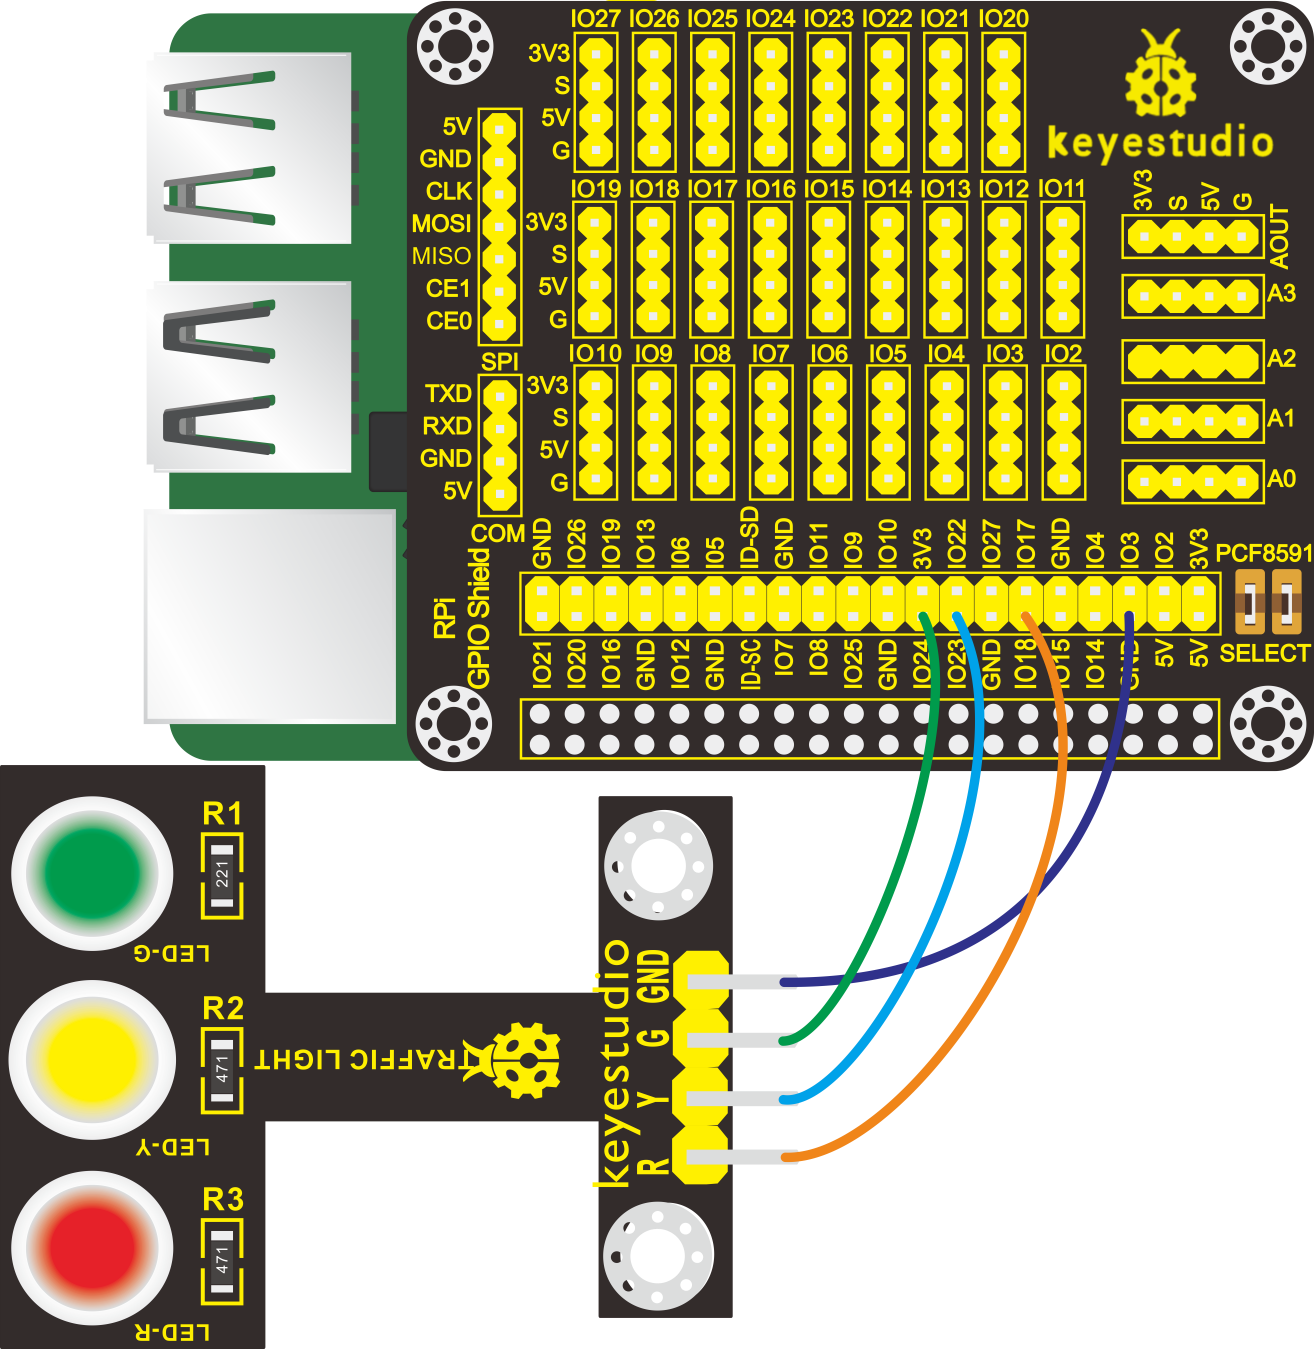 IO27 IO26 IO25 IO24 IO23 IO22 IO21 IO20
3V3
S
5V
G
keyestudio
5V
GND
CLK
MOSI
MISO
CE1
CE0
SPI
IO19 IO18 IO17 IO16 IO15 IO14 IO13 IO12 IO11
3V3
S
5V
G
3V3 S 5V G
AOUT
A3
A2
A1
A0
IO10 IO9 IO8 IO7 IO6 IO5 IO4 IO3 IO2
3V3
S
5V
G
TXD
RXD
GND
5V
COM
RPi
GPIO Shield
GND IO26 IO19 IO13 IO6 IO5 ID-SD GND IO11 IO9 IO10 3V3 IO22 IO27 IO17 GND IO4 IO3 IO2 3V3
PCF8591
SELECT
IO21 IO20 IO16 GND IO12 GND ID-SC IO7 IO8 IO25 GND IO24 IO23 GND IO18 IO15 IO14 GND 5V 5V
R1
221
LED-G
R2
471
LED-Y
R3
471
LED-R
TRAFFIC LIGHT
keyestudio
GND
G
Y
R